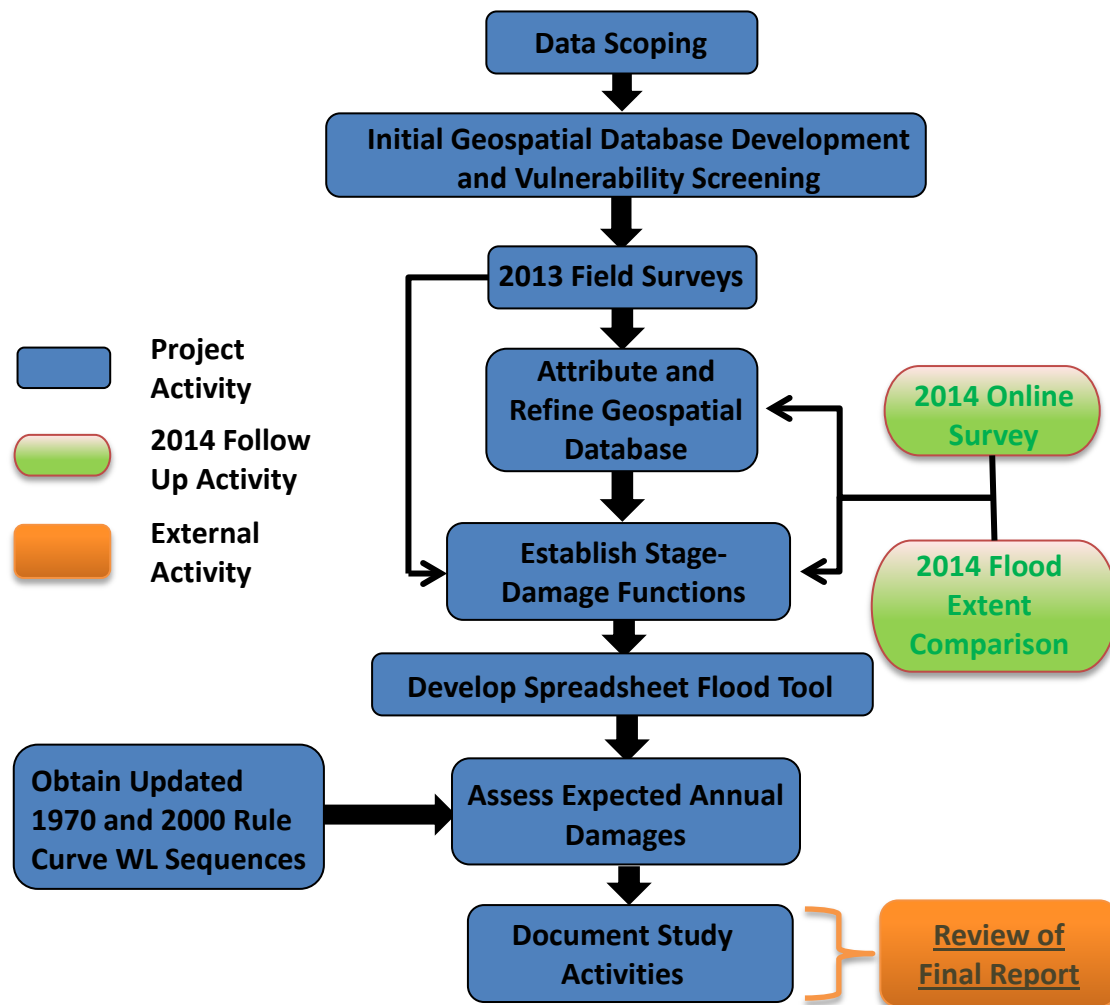 Data Scoping
Initial Geospatial Database Development
and Vulnerability Screening
2013 Field Surveys
Attribute and
Refine Geospatial
Database
Establish Stage-
Damage Functions
Develop Spreadsheet Flood Tool
Obtain Updated
1970 and 2000 Rule
Curve WL Sequences
Assess Expected Annual
Damages
Document Study
Activities
Review of
Final Report
2014 Online
Survey
2014 Flood
Extent
Comparison
Project
Activity
2014 Follow
Up Activity
External
Activity